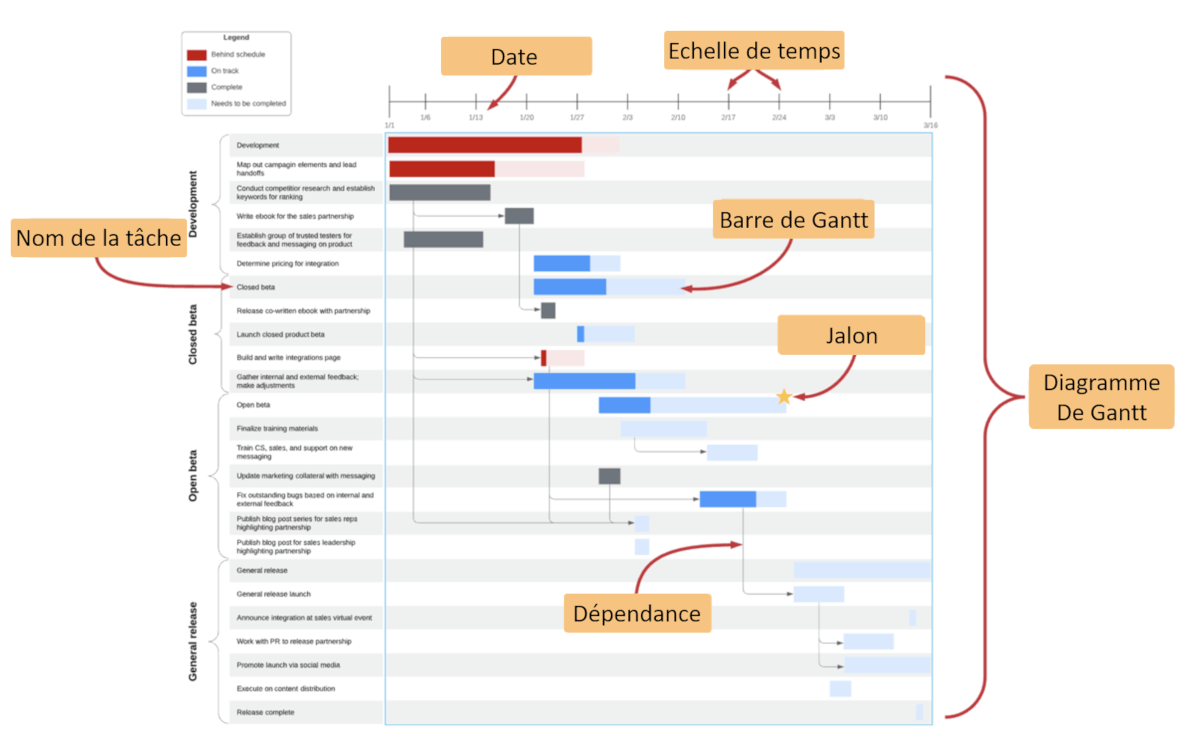 Legend
Behind schedule
On track
Complete
Needs to be completed
Date
Echelle de temps
1/1
1/6
1/13
1/20
1/27
2/3
2/10
2/17
2/24
3/3
3/10
3/16
Development
Development
Map out campagin elements and lead
handoffs
Conduct competitior research and establish
keywords for ranking
Write ebook for the sales partnership
Establish group of trusted testers for
feedback and messaging on product
Determine pricing for integration
Nom de la tâche
Barre de Gantt
Closed beta
Closed beta
Release co-written ebook with partnership
Launch closed product beta
Build and write integrations page
Gather internal and external feedback;
make adjustments
Jalon
Diagramme
De Gantt
Open beta
Open beta
Finalize training materials
Train CS, sales, and support on new
messaging
Update marketing collateral with messaging
Fix outstanding bugs based on internal and
external feedback
Publish blog post series for sales reps
highlighting partnership
Publish blog post for sales leadership
highlighting partnership
Dépendance
General release
General release
General release launch
Announce integration at sales virtual event
Work with PR to release partnership
Promote launch via social media
Execute on content distribution
Release complete